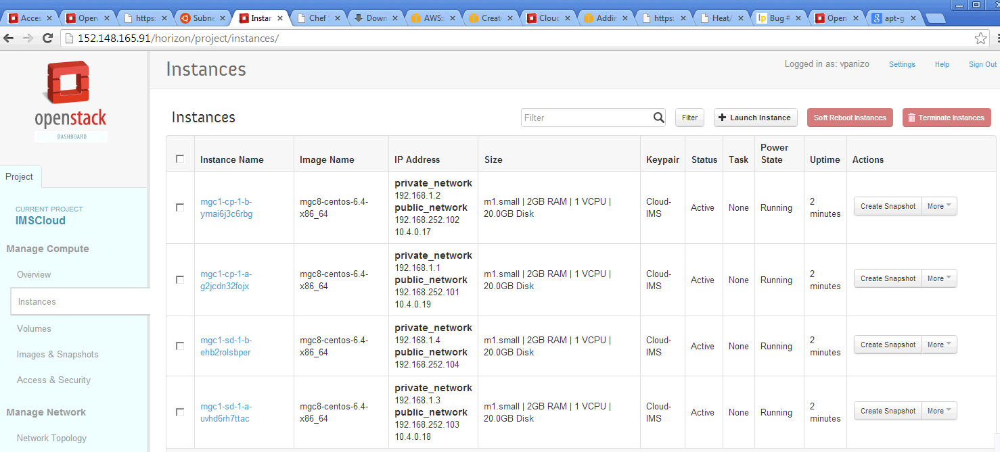 Acces
Open
https:
Subne
Instar
Chef
Down
AWS::
Create
Cloud
Addin
https:
Heat/
Bug #
Open
apt-g
152.148.165.91/horizon/project/instances/
openstack
DASHBOARD
Instances
Logged in as: vpanizo
Settings
Help
Sign Out
Project
CURRENT PROJECT
IMSCloud
Manage Compute
Overview
Instances
Volumes
Images & Snapshots
Access & Security
Manage Network
Network Topology
Instances
Filter
Filter
Launch Instance
Soft Reboot Instances
Terminate Instances
Instance Name
Image Name
IP Address
Size
Keypair
Status
Task
Power
State
Uptime
Actions
mgc1-cp-1-b-
ymai6j3c6rbg
mgc8-centos-6.4-
x86_64
private_network
192.168.1.2
public_network
192.168.252.102
10.4.0.17
m1.small | 2GB RAM | 1 VCPU |
20.0GB Disk
Cloud-
IMS
Active
None
Running
2
minutes
Create Snapshot
More
mgc1-cp-1-a-
g2jcdn32fojx
mgc8-centos-6.4-
x86_64
private_network
192.168.1.1
public_network
192.168.252.101
10.4.0.19
m1.small | 2GB RAM | 1 VCPU |
20.0GB Disk
Cloud-
IMS
Active
None
Running
2
minutes
Create Snapshot
More
mgc1-sd-1-b-
ehb2rolsbper
mgc8-centos-6.4-
x86_64
private_network
192.168.1.4
public_network
192.168.252.104
m1.small | 2GB RAM | 1 VCPU |
20.0GB Disk
Cloud-
IMS
Active
None
Running
2
minutes
Create Snapshot
More
mgc1-sd-1-a-
uvhd6rh7ttac
mgc8-centos-6.4-
x86_64
private_network
192.168.1.3
public_network
192.168.252.103
10.4.0.18
m1.small | 2GB RAM | 1 VCPU |
20.0GB Disk
Cloud-
IMS
Active
None
Running
2
minutes
Create Snapshot
More